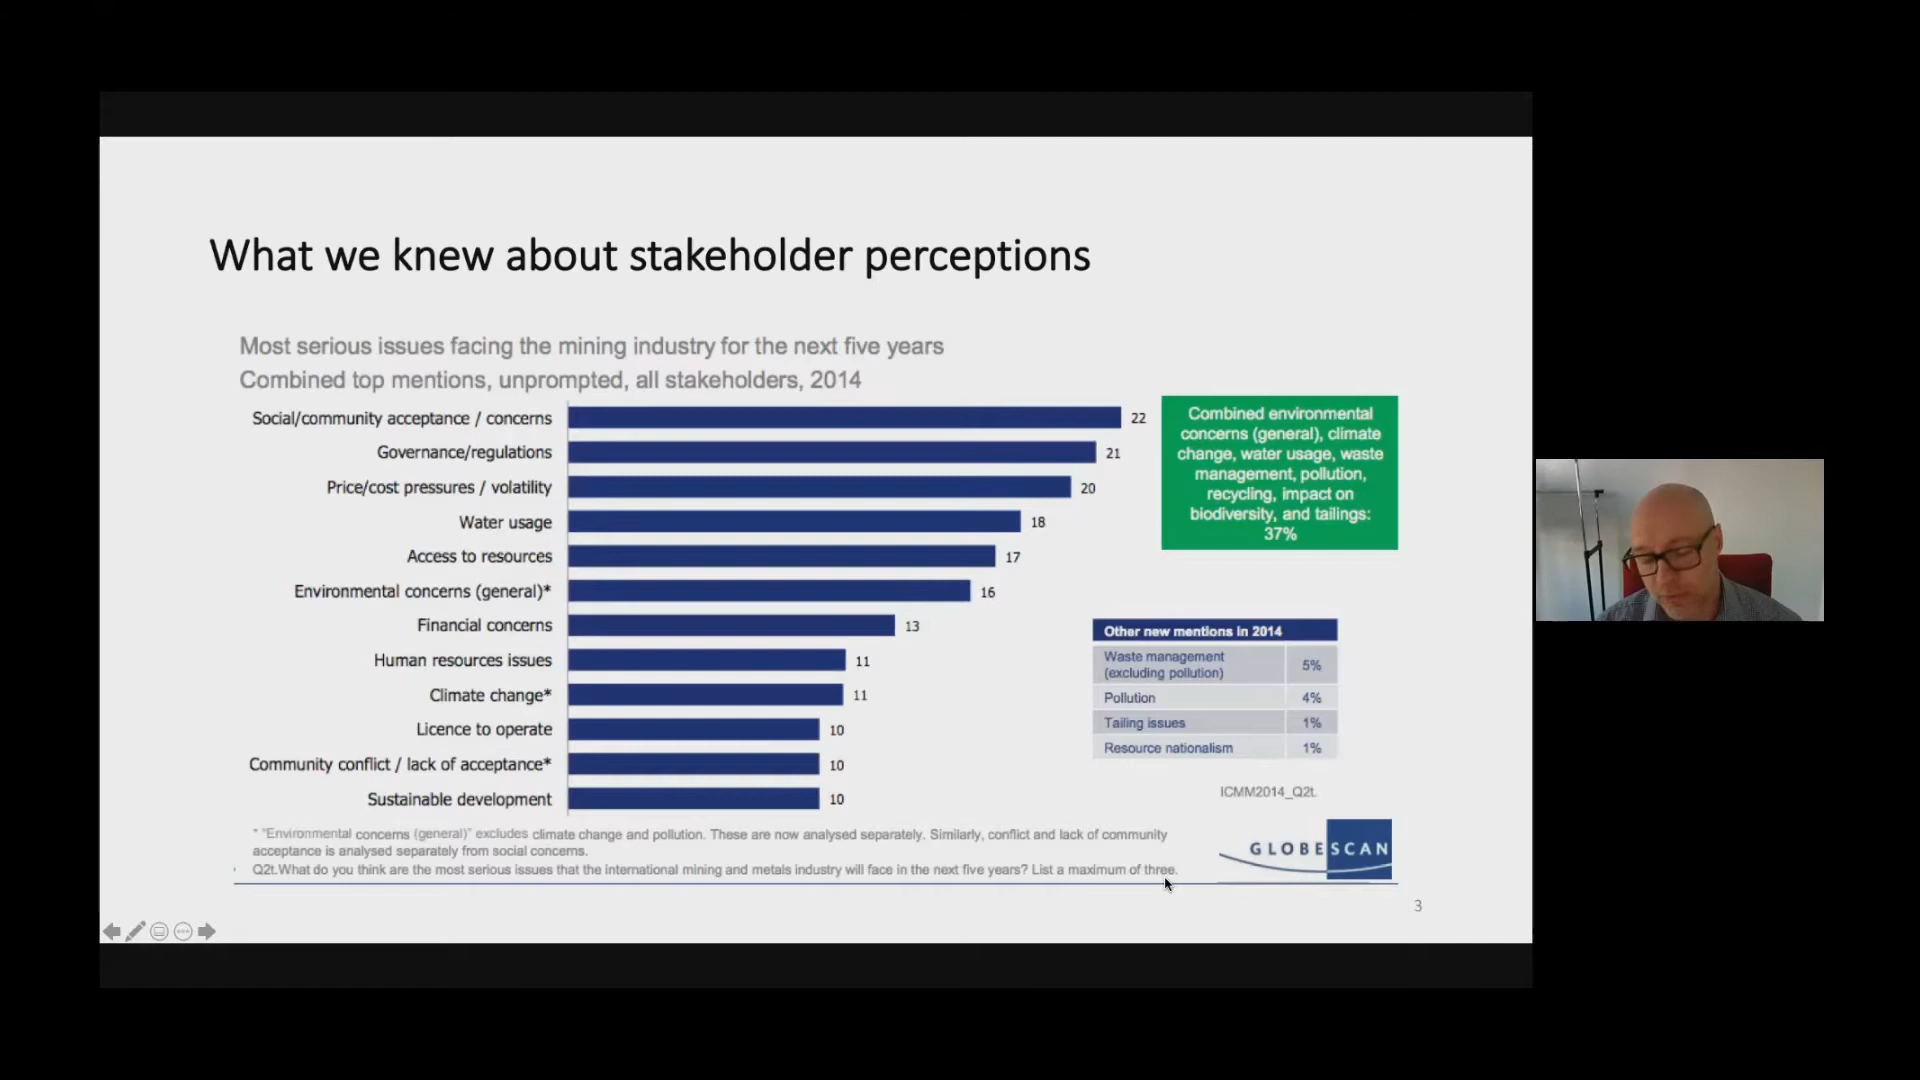 What we knew about stakeholder perceptions
Most serious issues facing the mining industry for the next five years
Combined top mentions, unprompted, all stakeholders, 2014
Social/community acceptance / concerns 22
Governance/regulations 21
Price/cost pressures / volatility 20
Water usage 18
Access to resources 17
Environmental concerns (general)* 16
Financial concerns 13
Human resources issues 11
Climate change* 11
Licence to operate 10
Community conflict / lack of acceptance* 10
Sustainable development 10
Combined environmental
concerns (general), climate
change, water usage, waste
management, pollution,
recycling, impact on
biodiversity, and tailings:
37%
Other new mentions in 2014
Waste management
(excluding pollution) 5%
Pollution 4%
Tailing issues 1%
Resource nationalism 1%
ICMM2014_Q2t.
* "Environmental concerns (general)" excludes climate change and pollution. These are now analysed separately. Similarly, conflict and lack of community
acceptance is analysed separately from social concerns.
Q2t.What do you think are the most serious issues that the international mining and metals industry will face in the next five years? List a maximum of three.
GLOBESCAN
3